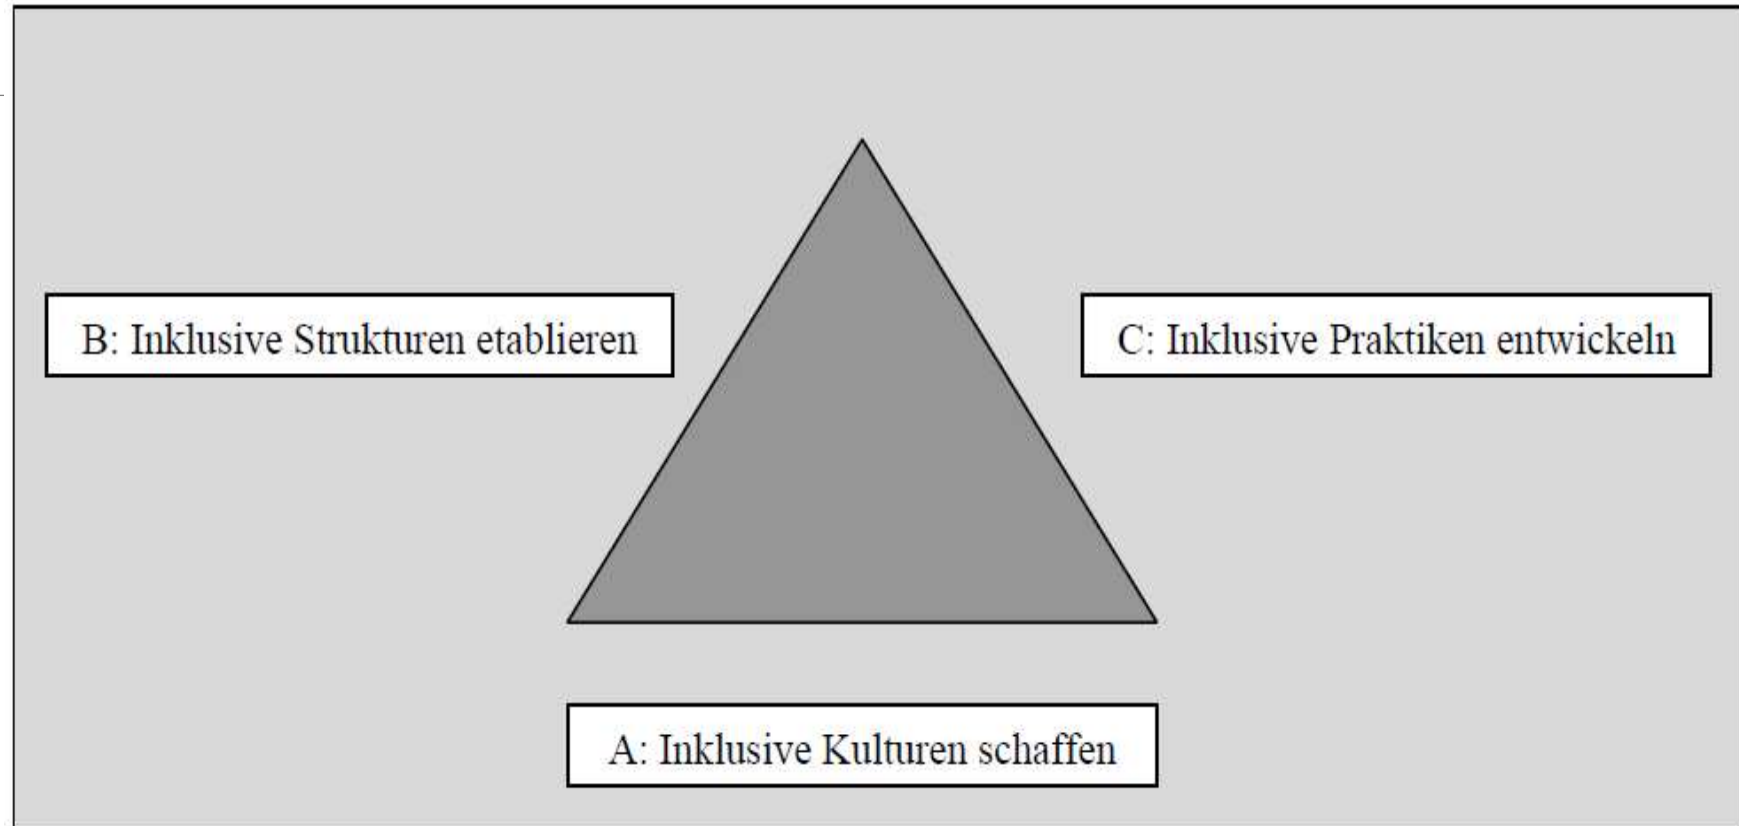 B: Inklusive Strukturen etablieren
C: Inklusive Praktiken entwickeln
A: Inklusive Kulturen schaffen